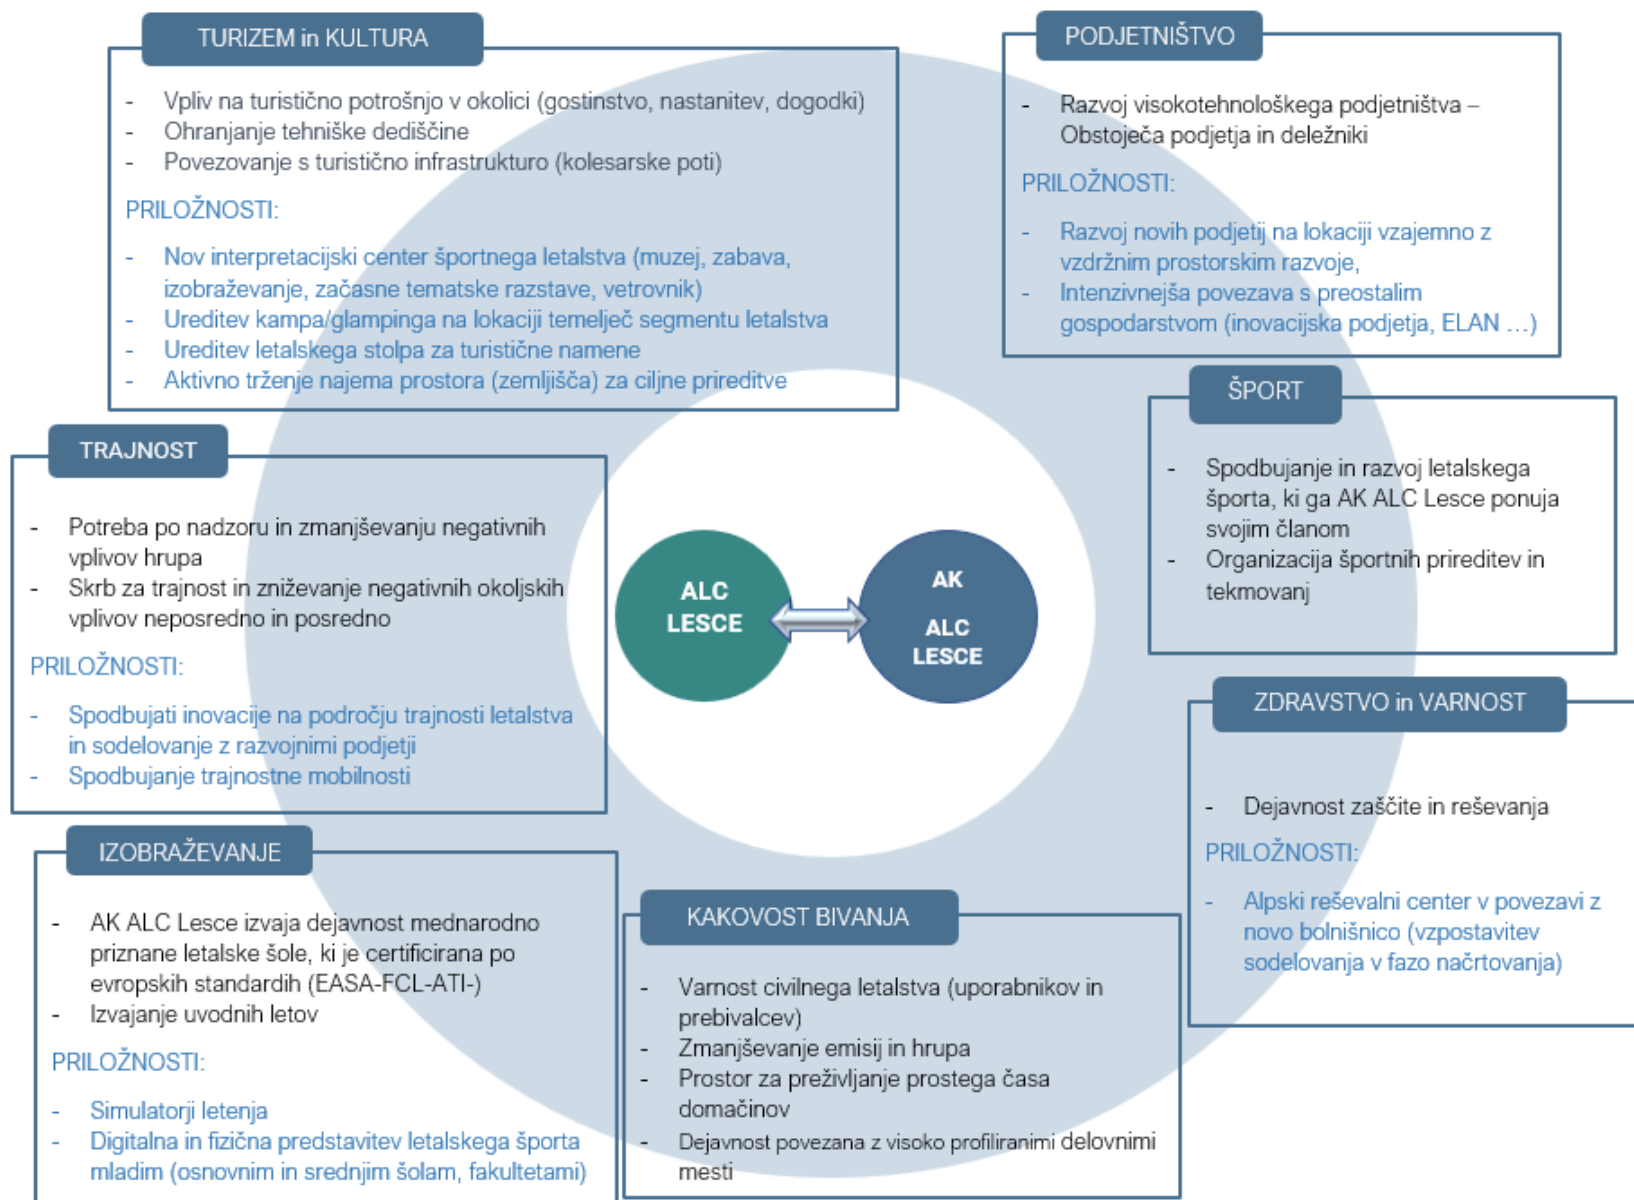 TURIZEM in KULTURA
- Vpliv na turistično potrošnjo v okolici (gostinstvo, nastanitev, dogodki)
- Ohranjanje tehniške dediščine
- Povezovanje s turistično infrastrukturo (kolesarske poti)
PRILOŽNOSTI:
- Nov interpretacijski center športnega letalstva (muzej, zabava,
izobraževanje, začasne tematske razstave, vetrovnik)
- Ureditev kampa/glampinga na lokaciji temelječ segmentu letalstva
- Ureditev letalskega stolpa za turistične namene
- Aktivno trženje najema prostora (zemljišča) za ciljne prireditve
PODJETNIŠTVO
- Razvoj visokotehnološkega podjetništva –
Obstoječa podjetja in deležniki
PRILOŽNOSTI:
- Razvoj novih podjetij na lokaciji vzajemno z
vzdržnim prostorskim razvoje,
- Intenzivnejša povezava s preostalim
gospodarstvom (inovacijska podjetja, ELAN ...)
ŠPORT
- Spodbujanje in razvoj letalskega
športa, ki ga AK ALC Lesce ponuja
svojim članom
- Organizacija športnih prireditev in
tekmovanj
TRAJNOST
- Potreba po nadzoru in zmanjševanju negativnih
vplivov hrupa
- Skrb za trajnost in zniževanje negativnih okoljskih
vplivov neposredno in posredno
PRILOŽNOSTI:
- Spodbujati inovacije na področju trajnosti letalstva
in sodelovanje z razvojnimi podjetji
- Spodbujanje trajnostne mobilnosti
ALC
LESCE
AK
ALC
LESCE
ZDRAVSTVO in VARNOST
- Dejavnost zaščite in reševanja
PRILOŽNOSTI:
- Alpski reševalni center v povezavi z
novo bolnišnico (vzpostavitev
sodelovanja v fazo načrtovanja)
IZOBRAŽEVANJE
- AK ALC Lesce izvaja dejavnost mednarodno
priznane letalske šole, ki je certificirana po
evropskih standardih (EASA-FCL-ATI-)
- Izvajanje uvodnih letov
PRILOŽNOSTI:
- Simulatorji letenja
- Digitalna in fizična predstavitev letalskega športa
mladim (osnovnim in srednjim šolam, fakultetami)
KAKOVOST BIVANJA
- Varnost civilnega letalstva (uporabnikov in
prebivalcev)
- Zmanjševanje emisij in hrupa
- Prostor za preživljanje prostega časa
domačinov
- Dejavnost povezana z visoko profiliranimi delovnimi
mesti